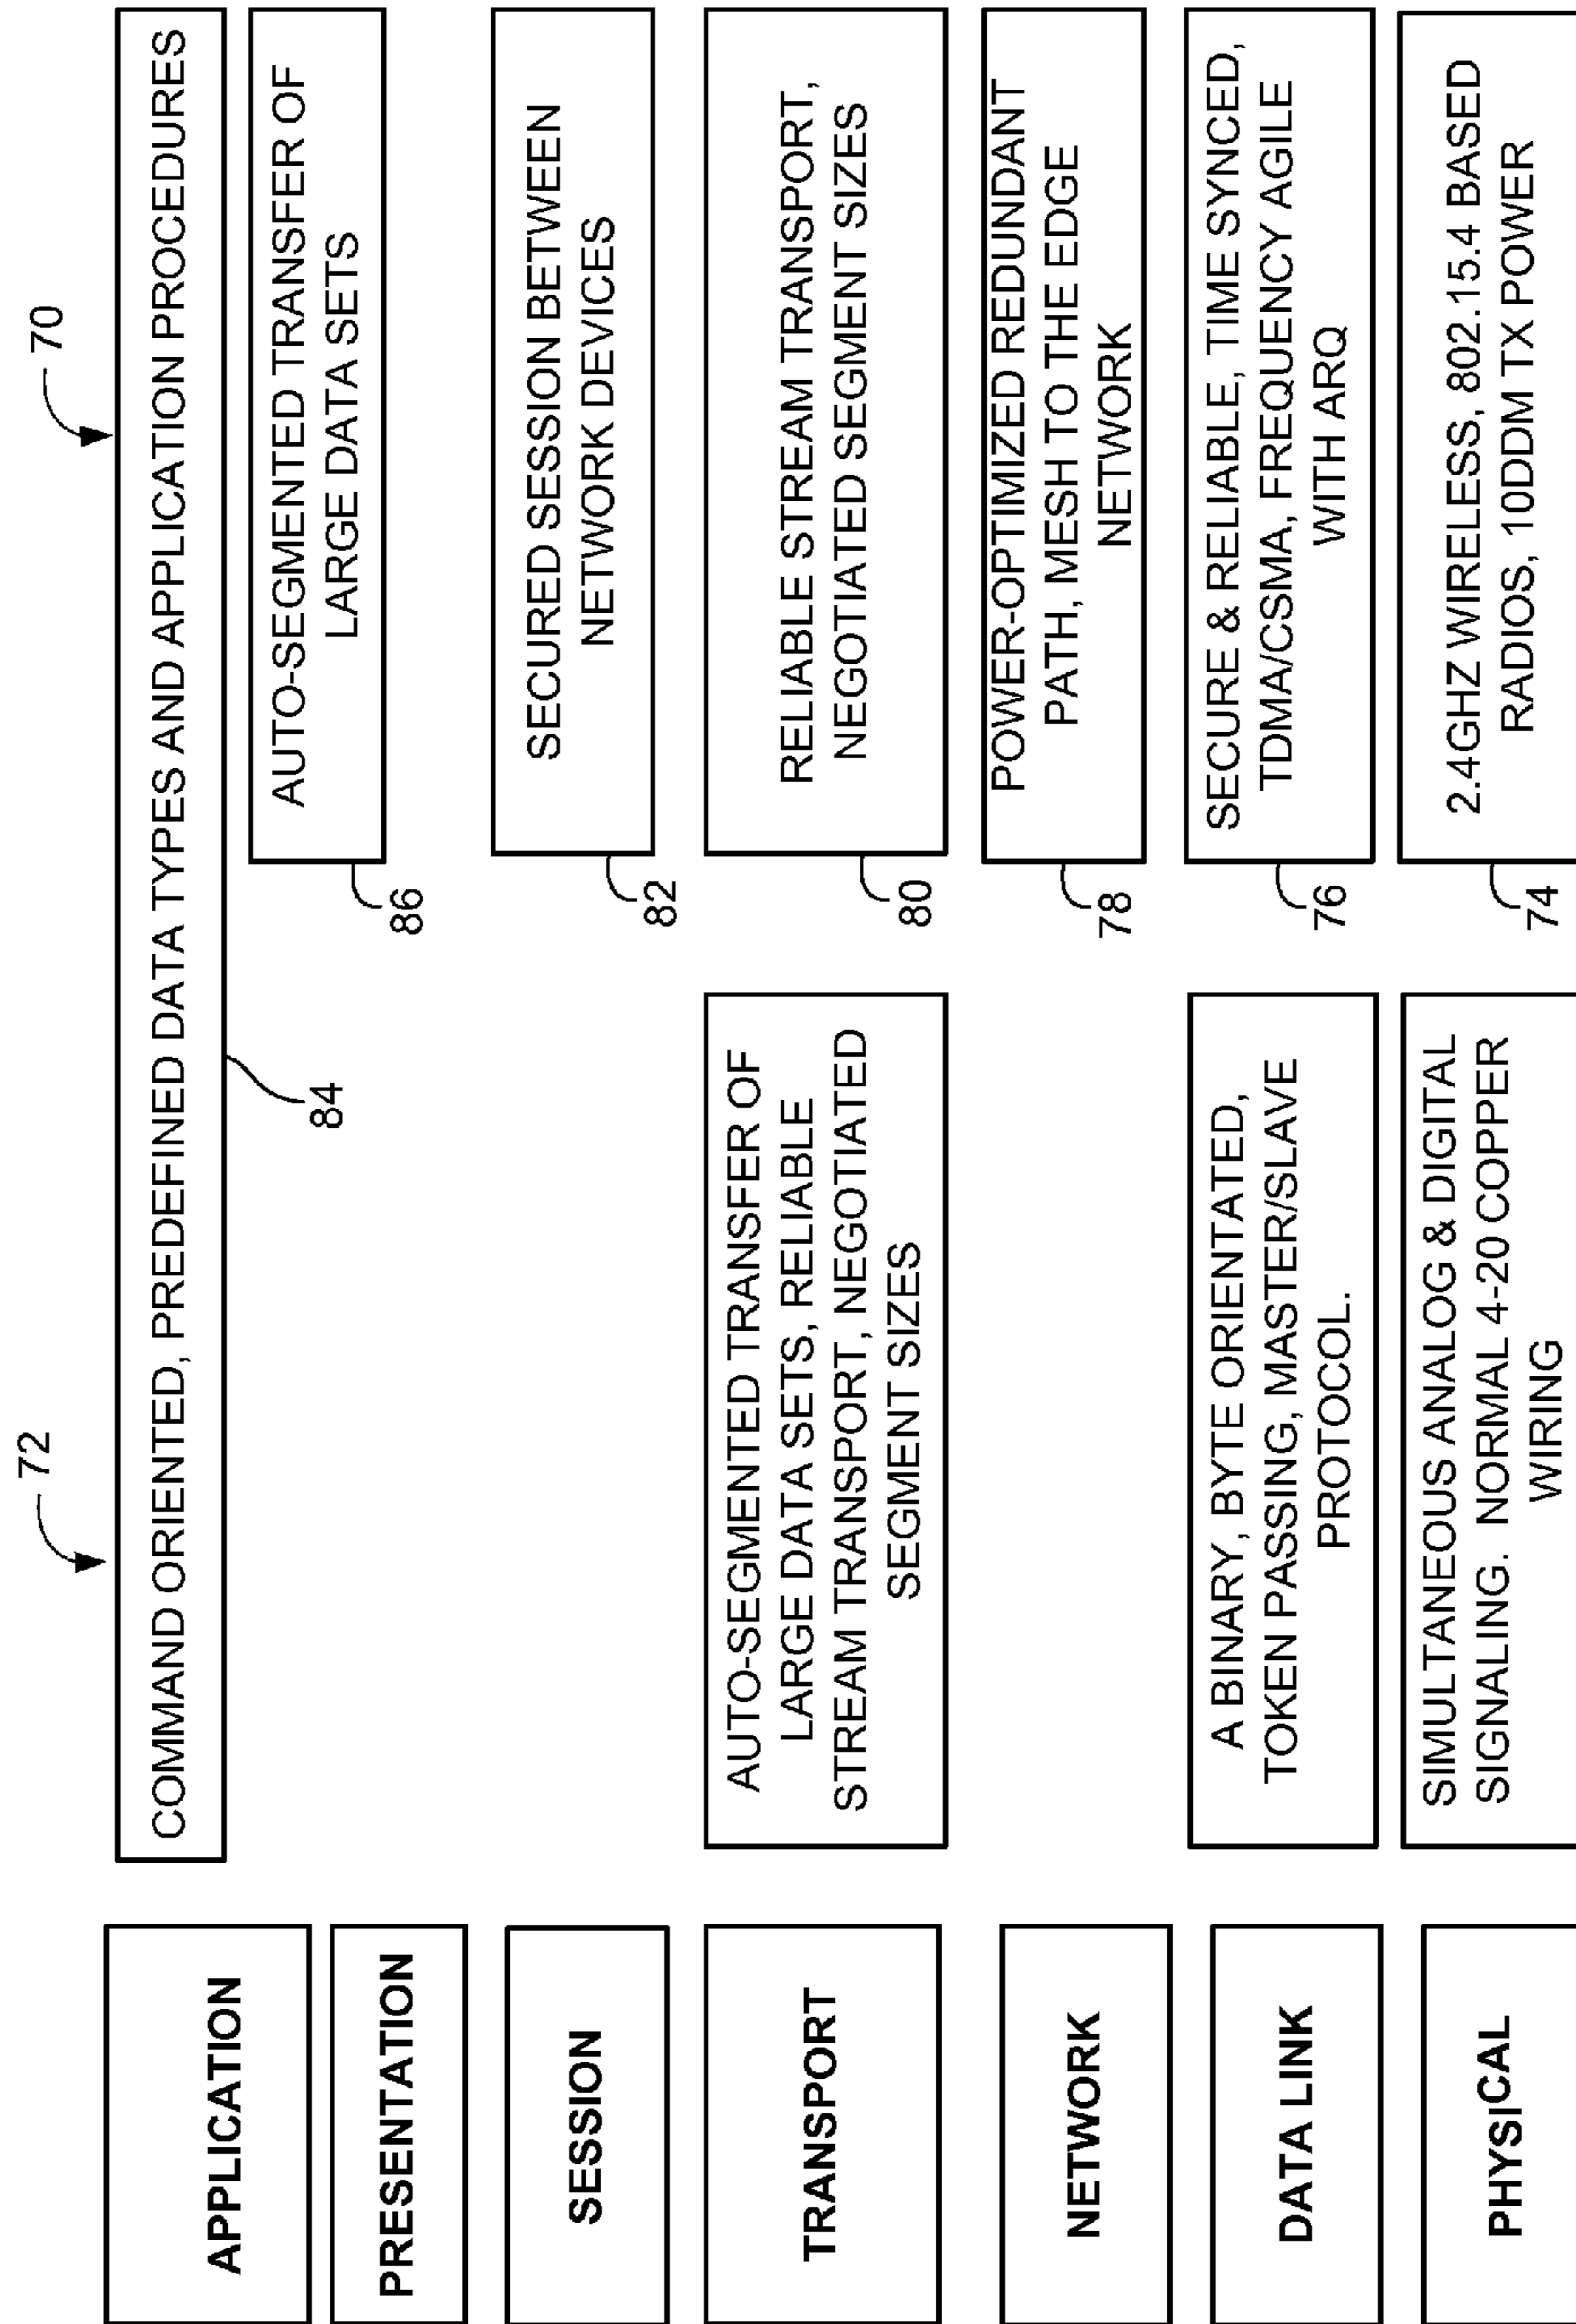 72
70
APPLICATION
COMMAND ORIENTED, PREDEFINED DATA TYPES AND APPLICATION PROCEDURES
84
PRESENTATION
AUTO-SEGMENTED TRANSFER OF
LARGE DATA SETS
86
SESSION
SECURED SESSION BETWEEN
NETWORK DEVICES
82
TRANSPORT
AUTO-SEGMENTED TRANSFER OF
LARGE DATA SETS, RELIABLE
STREAM TRANSPORT, NEGOTIATED
SEGMENT SIZES
RELIABLE STREAM TRANSPORT,
NEGOTIATED SEGMENT SIZES
80
NETWORK
POWER-OPTIMIZED REDUNDANT
PATH, MESH TO THE EDGE
NETWORK
78
DATA LINK
A BINARY, BYTE ORIENTATED,
TOKEN PASSING, MASTER/SLAVE
PROTOCOL.
SECURE & RELIABLE, TIME SYNCED,
TDMA/CSMA, FREQUENCY AGILE
WITH ARQ
76
PHYSICAL
SIMULTANEOUS ANALOG & DIGITAL
SIGNALING. NORMAL 4-20 COPPER
WIRING
2.4GHZ WIRELESS, 802.15.4 BASED
RADIOS, 10DDM TX POWER
74